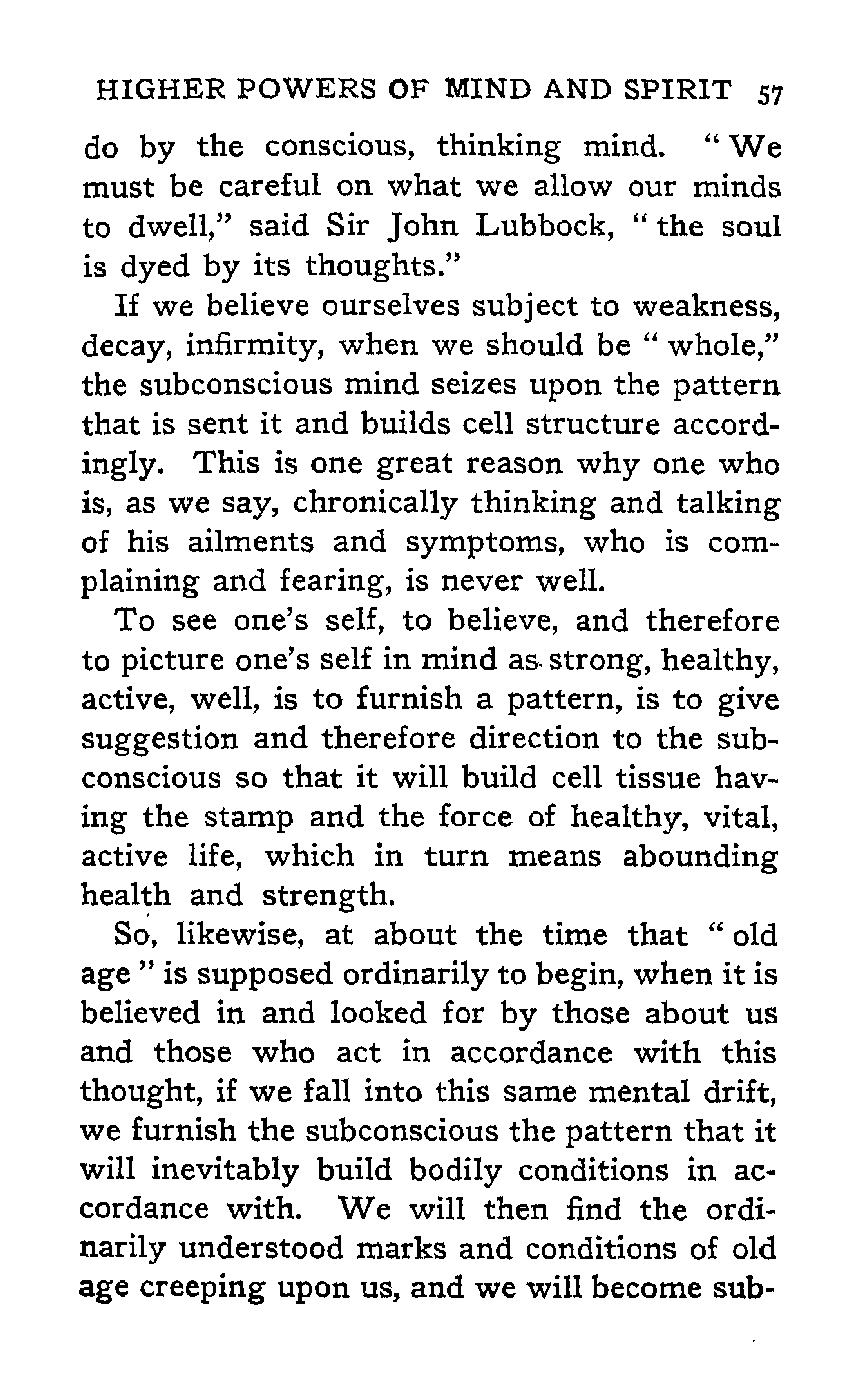 HIGHER POWERS OF MIND AND SPIRIT 57
do by the conscious, thinking mind. “ We
must be careful on what we allow our minds
to dwell,” said Sir John Lubbock, “ the soul
is dyed by its thoughts.”
If we believe ourselves subject to weakness,
decay, infirmity, when we should be “ whole,”
the subconscious mind seizes upon the pattern
that is sent it and builds cell structure accord-
ingly. This is one great reason why one who
is, as we say, chronically thinking and talking
of his ailments and symptoms, who is com-
plaining and fearing, is never well.
To see one’s self, to believe, and therefore
to picture one’s self in mind as strong, healthy,
active, well, is to furnish a pattern, is to give
suggestion and therefore direction to the sub-
conscious so that it will build cell tissue hav-
ing the stamp and the force of healthy, vital,
active life, which in turn means abounding
health and strength.
So, likewise, at about the time that “ old
age ” is supposed ordinarily to begin, when it is
believed in and looked for by those about us
and those who act in accordance with this
thought, if we fall into this same mental drift,
we furnish the subconscious the pattern that it
will inevitably build bodily conditions in ac-
cordance with. We will then find the ordi-
narily understood marks and conditions of old
age creeping upon us, and we will become sub-